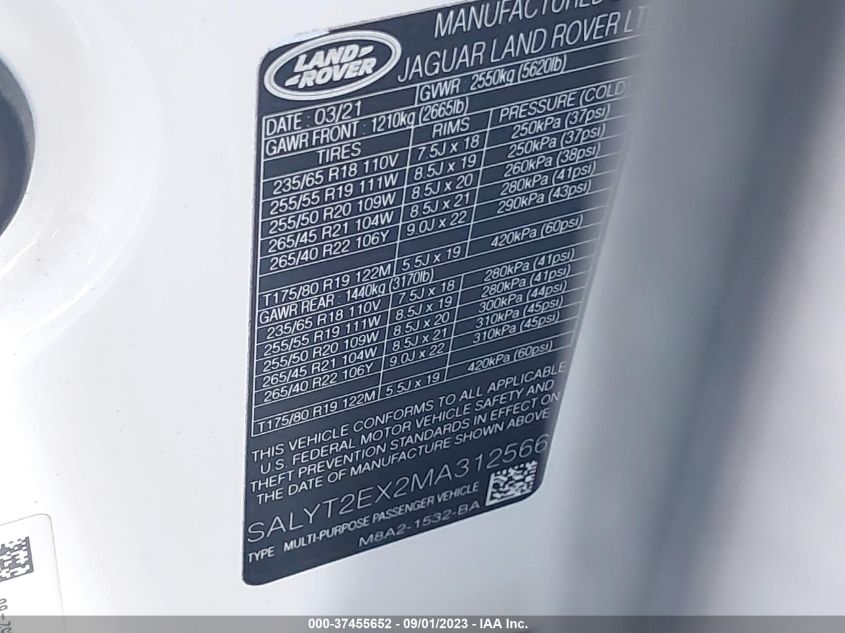 MANUFACTURED
LAND-
-ROVER
JAGUAR LAND ROVER LT
DATE : 03/21
GVWR : 2550kg (5620lb)
GAWR FRONT : 1210kg (2665lb)
TIRES RIMS PRESSURE (COLD)
235/65 R18 110V 7.5J x 18 250kPa (37psi)
255/55 R19 111W 8.5J x 19 250kPa (37psi)
255/50 R20 109W 8.5J x 20 260kPa (38psi)
265/45 R21 104W 8.5J x 21 280kPa (41psi)
265/40 R22 106Y 9.0J x 22 290kPa (43psi)
T175/80 R19 122M 5.5J x 19 420kPa (60psi)
GAWR REAR : 1440kg (3170lb)
235/65 R18 110V 7.5J x 18 280kPa (41psi)
255/55 R19 111W 8.5J x 19 280kPa (41psi)
255/50 R20 109W 8.5J x 20 300kPa (44psi)
265/45 R21 104W 8.5J x 21 310kPa (45psi)
265/40 R22 106Y 9.0J x 22 310kPa (45psi)
T175/80 R19 122M 5.5J x 19 420kPa (60psi)
THIS VEHICLE CONFORMS TO ALL APPLICABLE
U.S. FEDERAL MOTOR VEHICLE SAFETY AND
THEFT PREVENTION STANDARDS IN EFFECT ON
THE DATE OF MANUFACTURE SHOWN ABOVE
SALYT2EX2MA312566
TYPE MULTI-PURPOSE PASSENGER VEHICLE
M8A2-1532-BA
000-37455652 - 09/01/2023 - IAA Inc.